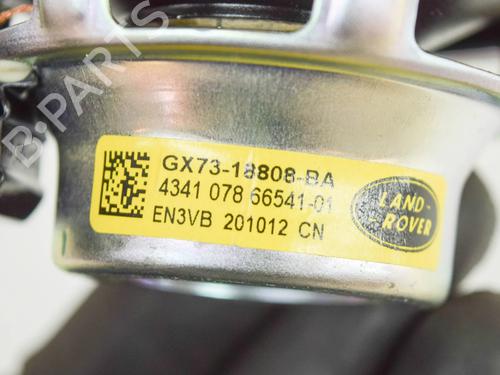 GX73-18808-BA
4341 078 66541-01
EN3VB 201012 CN
LAND-
-ROVER
B-PARTS